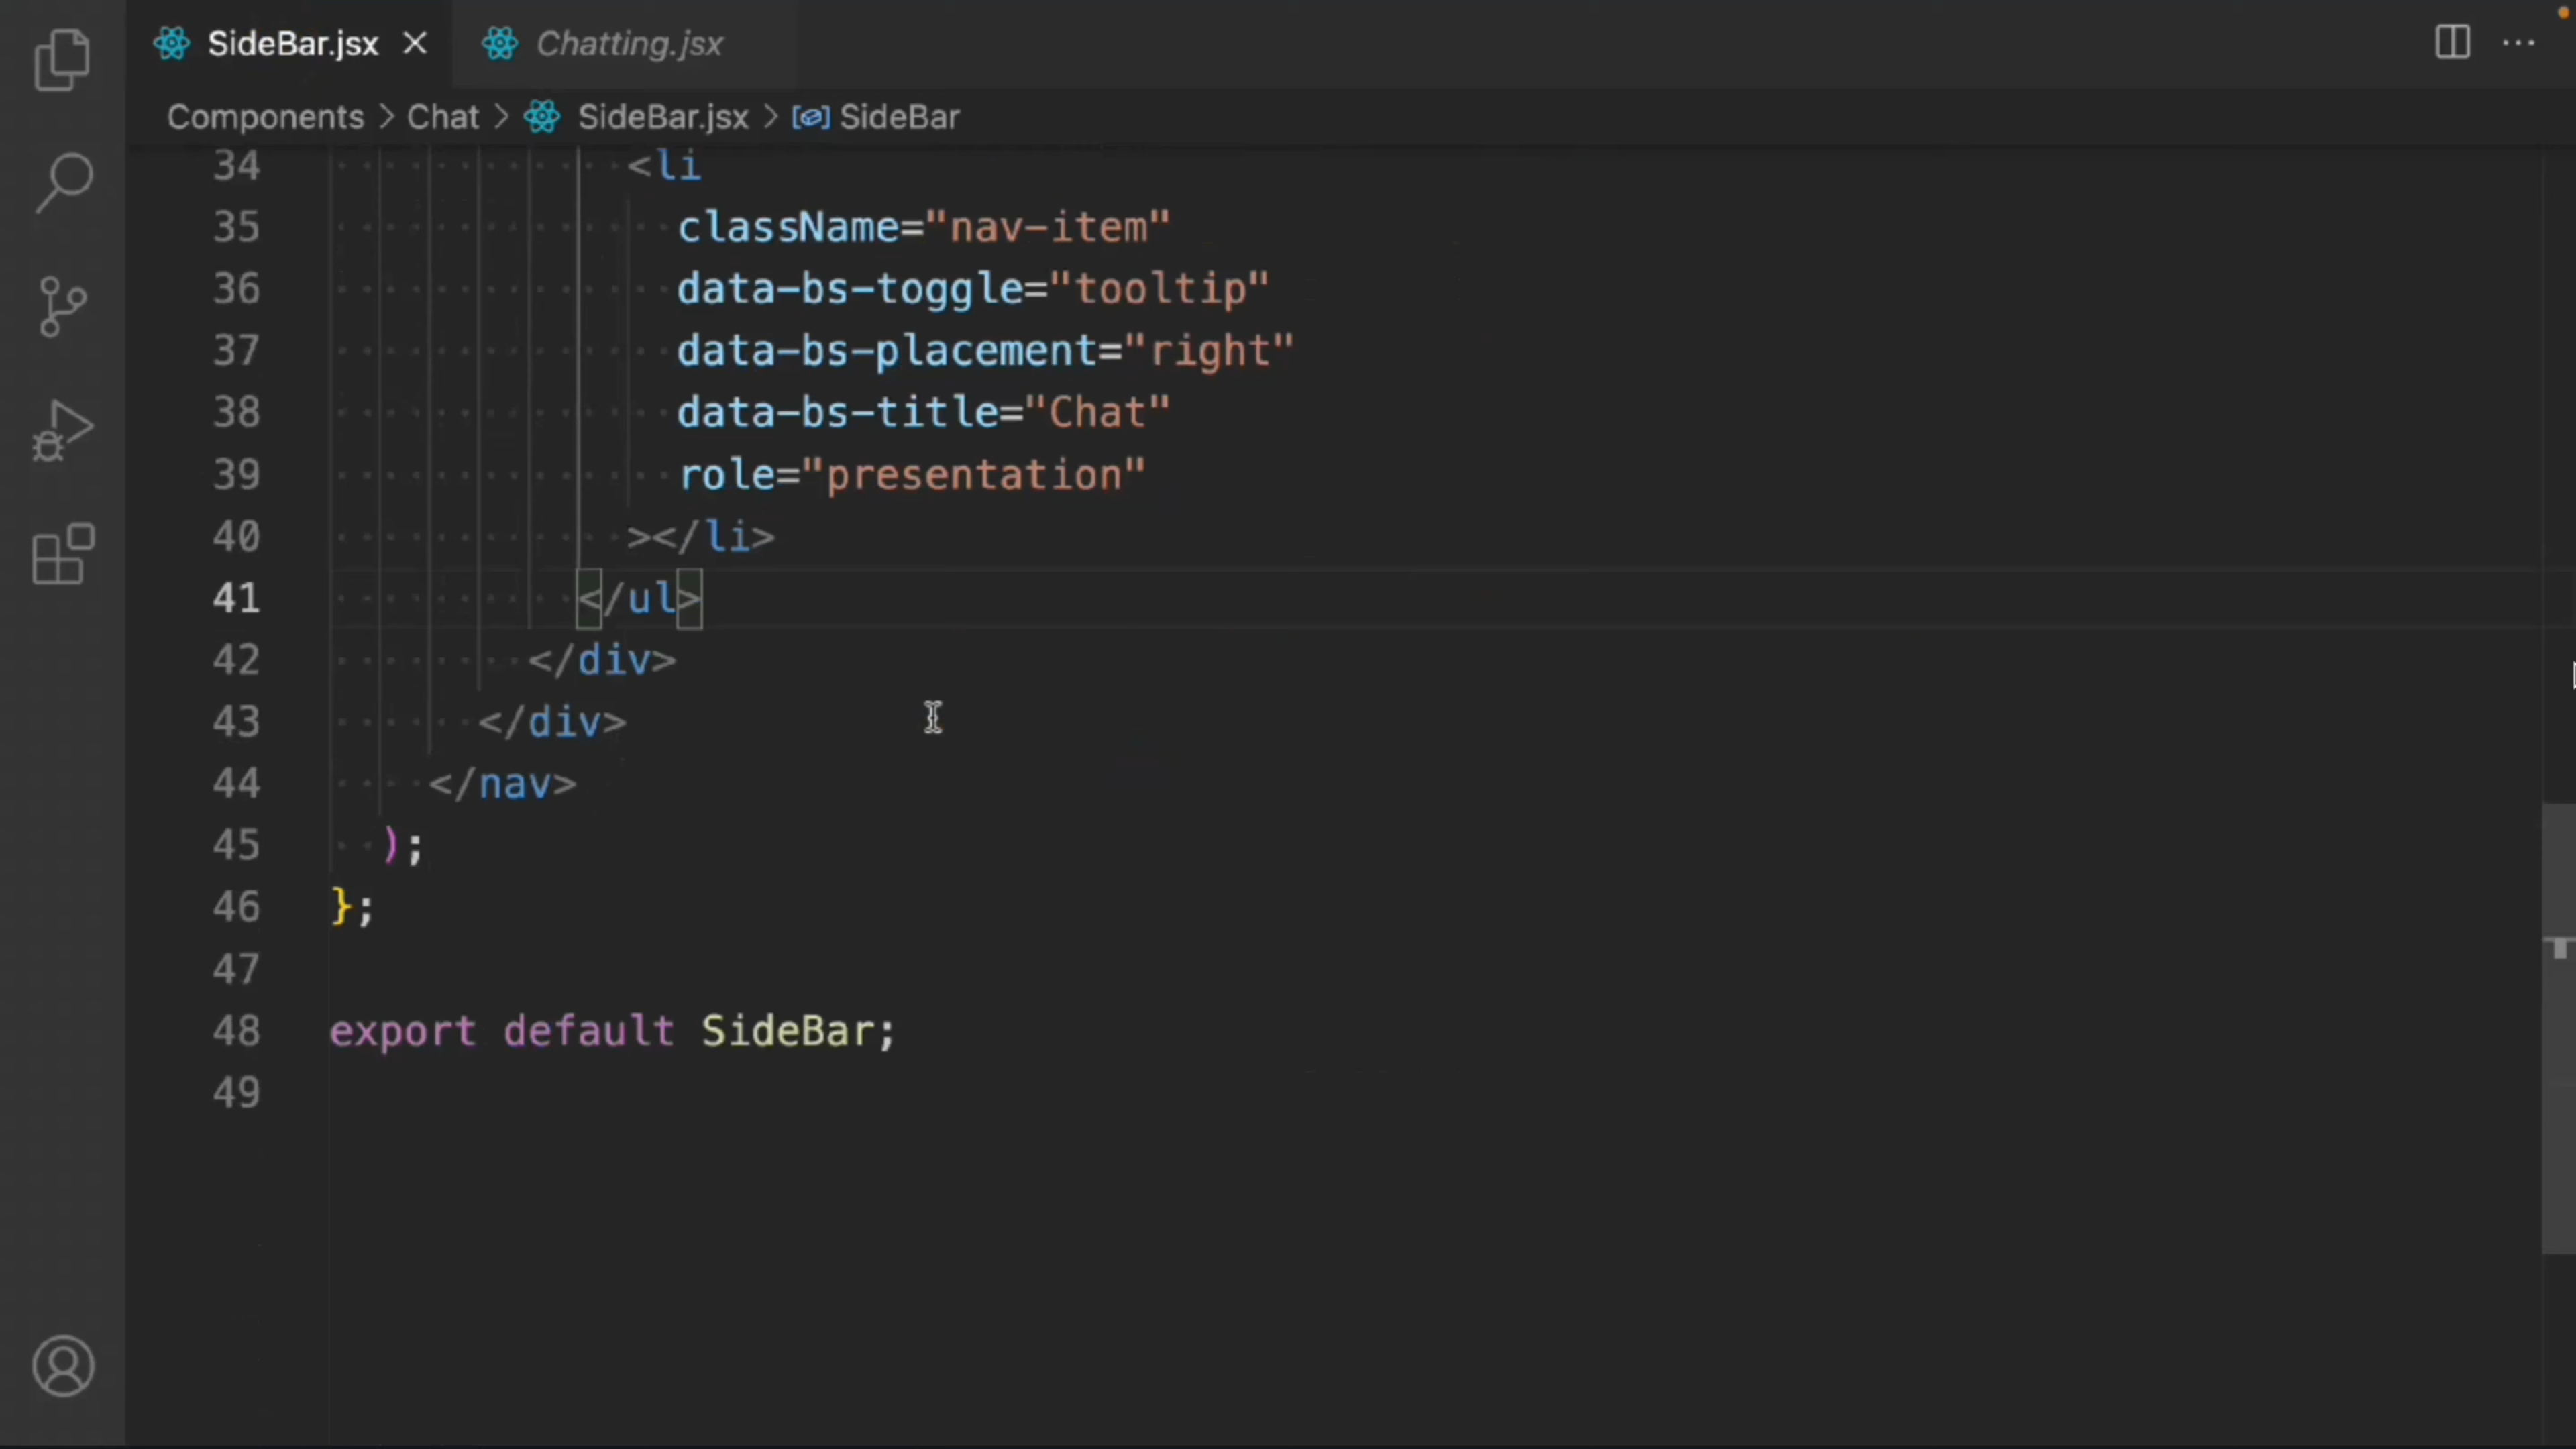 SideBar.jsx
Chatting.jsx
Components > Chat > SideBar.jsx > SideBar
34 <li
35 className="nav-item"
36 data-bs-toggle="tooltip"
37 data-bs-placement="right"
38 data-bs-title="Chat"
39 role="presentation"
40 ></li>
41 </ul>
42 </div>
43 </div>
44 </nav>
45 );
46 };
47
48 export default SideBar;
49